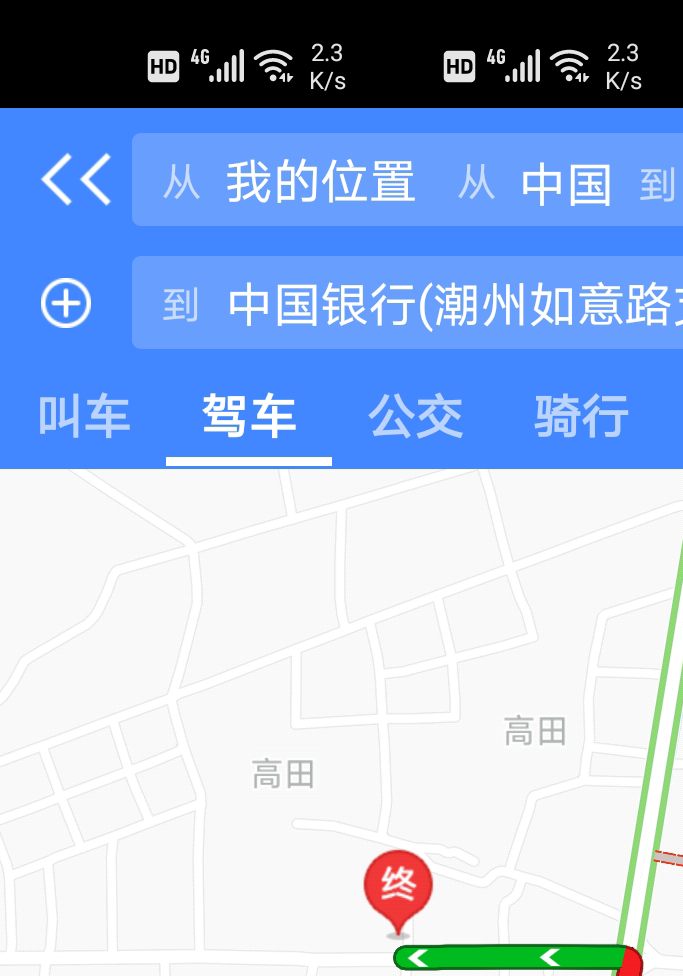 HD 4G 2.3 K/s HD 4G 2.3 K/s
从 我的位置 从 中国 到
到 中国银行(潮州如意路
叫车 驾车 公交 骑行
高田
高田
终